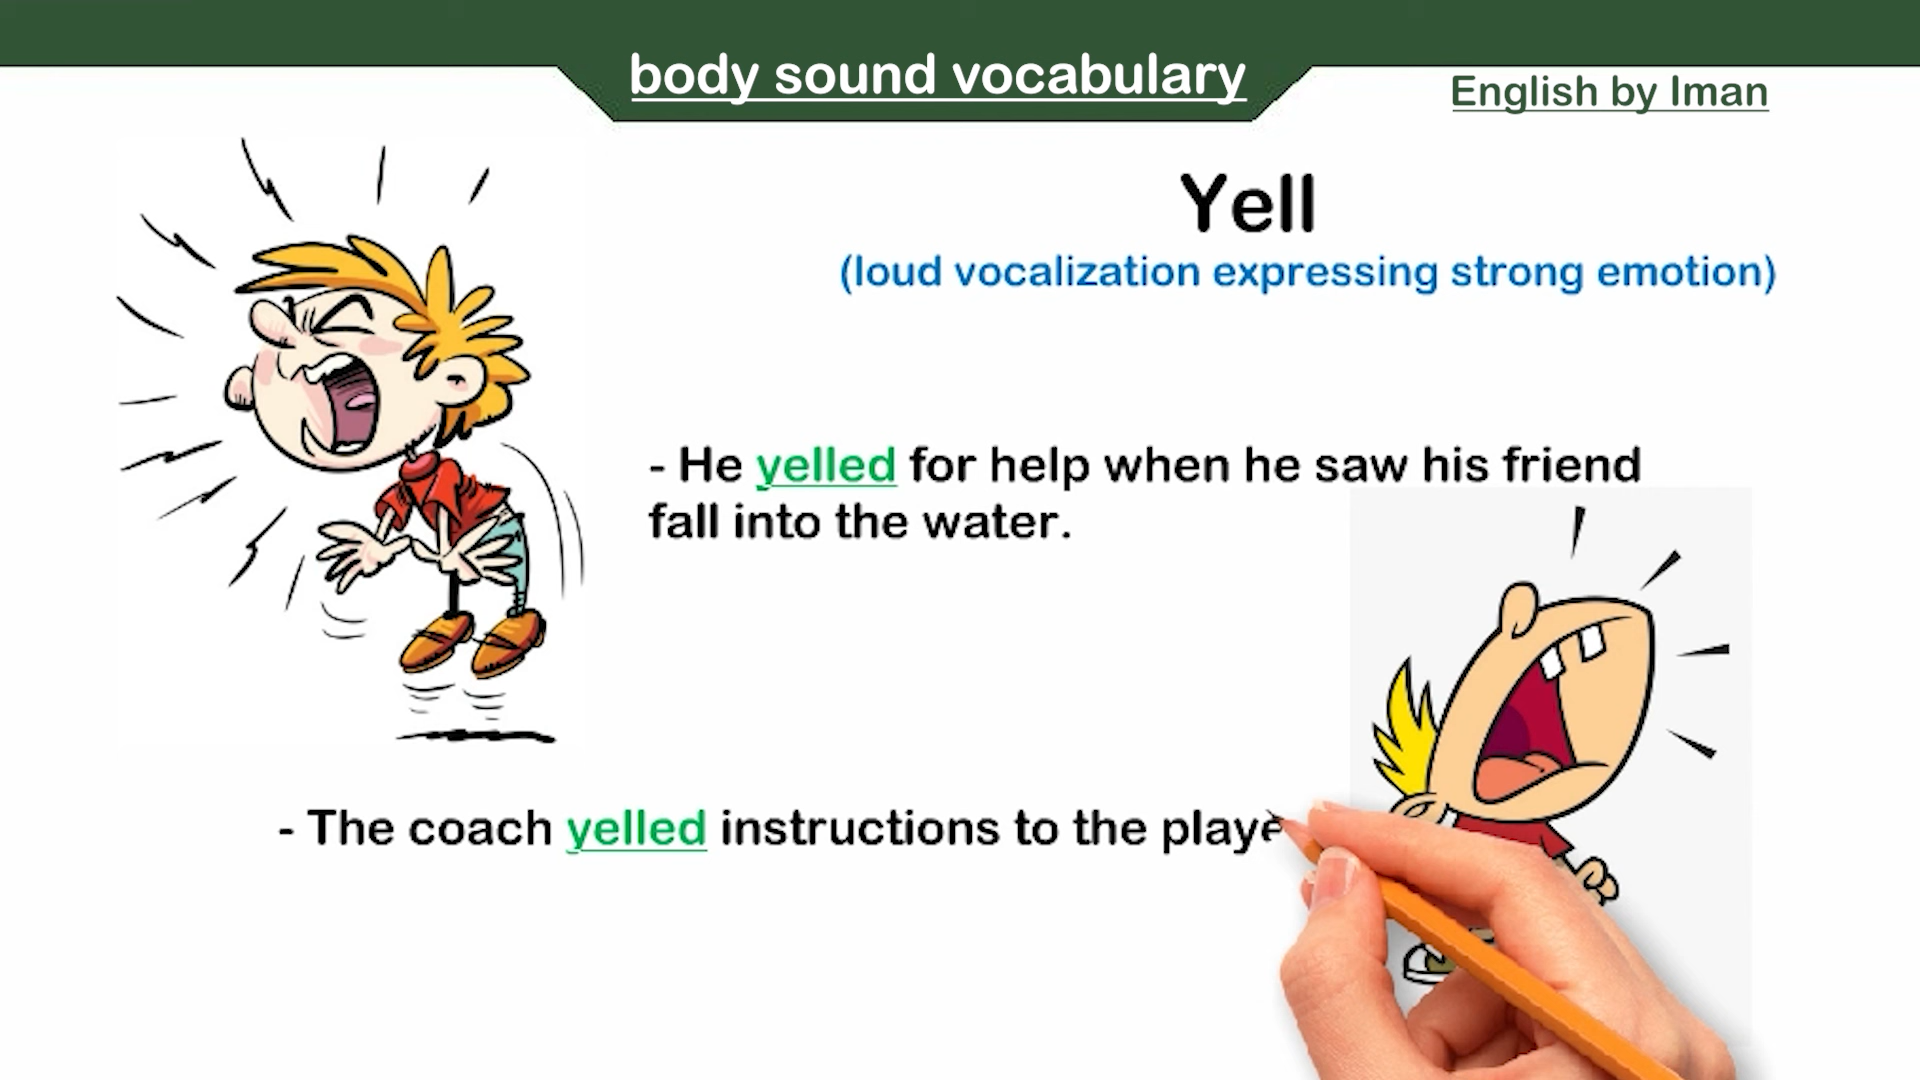 body sound vocabulary
English by Iman
Yell
(loud vocalization expressing strong emotion)
- He yelled for help when he saw his friend
fall into the water.
- The coach yelled instructions to the playe